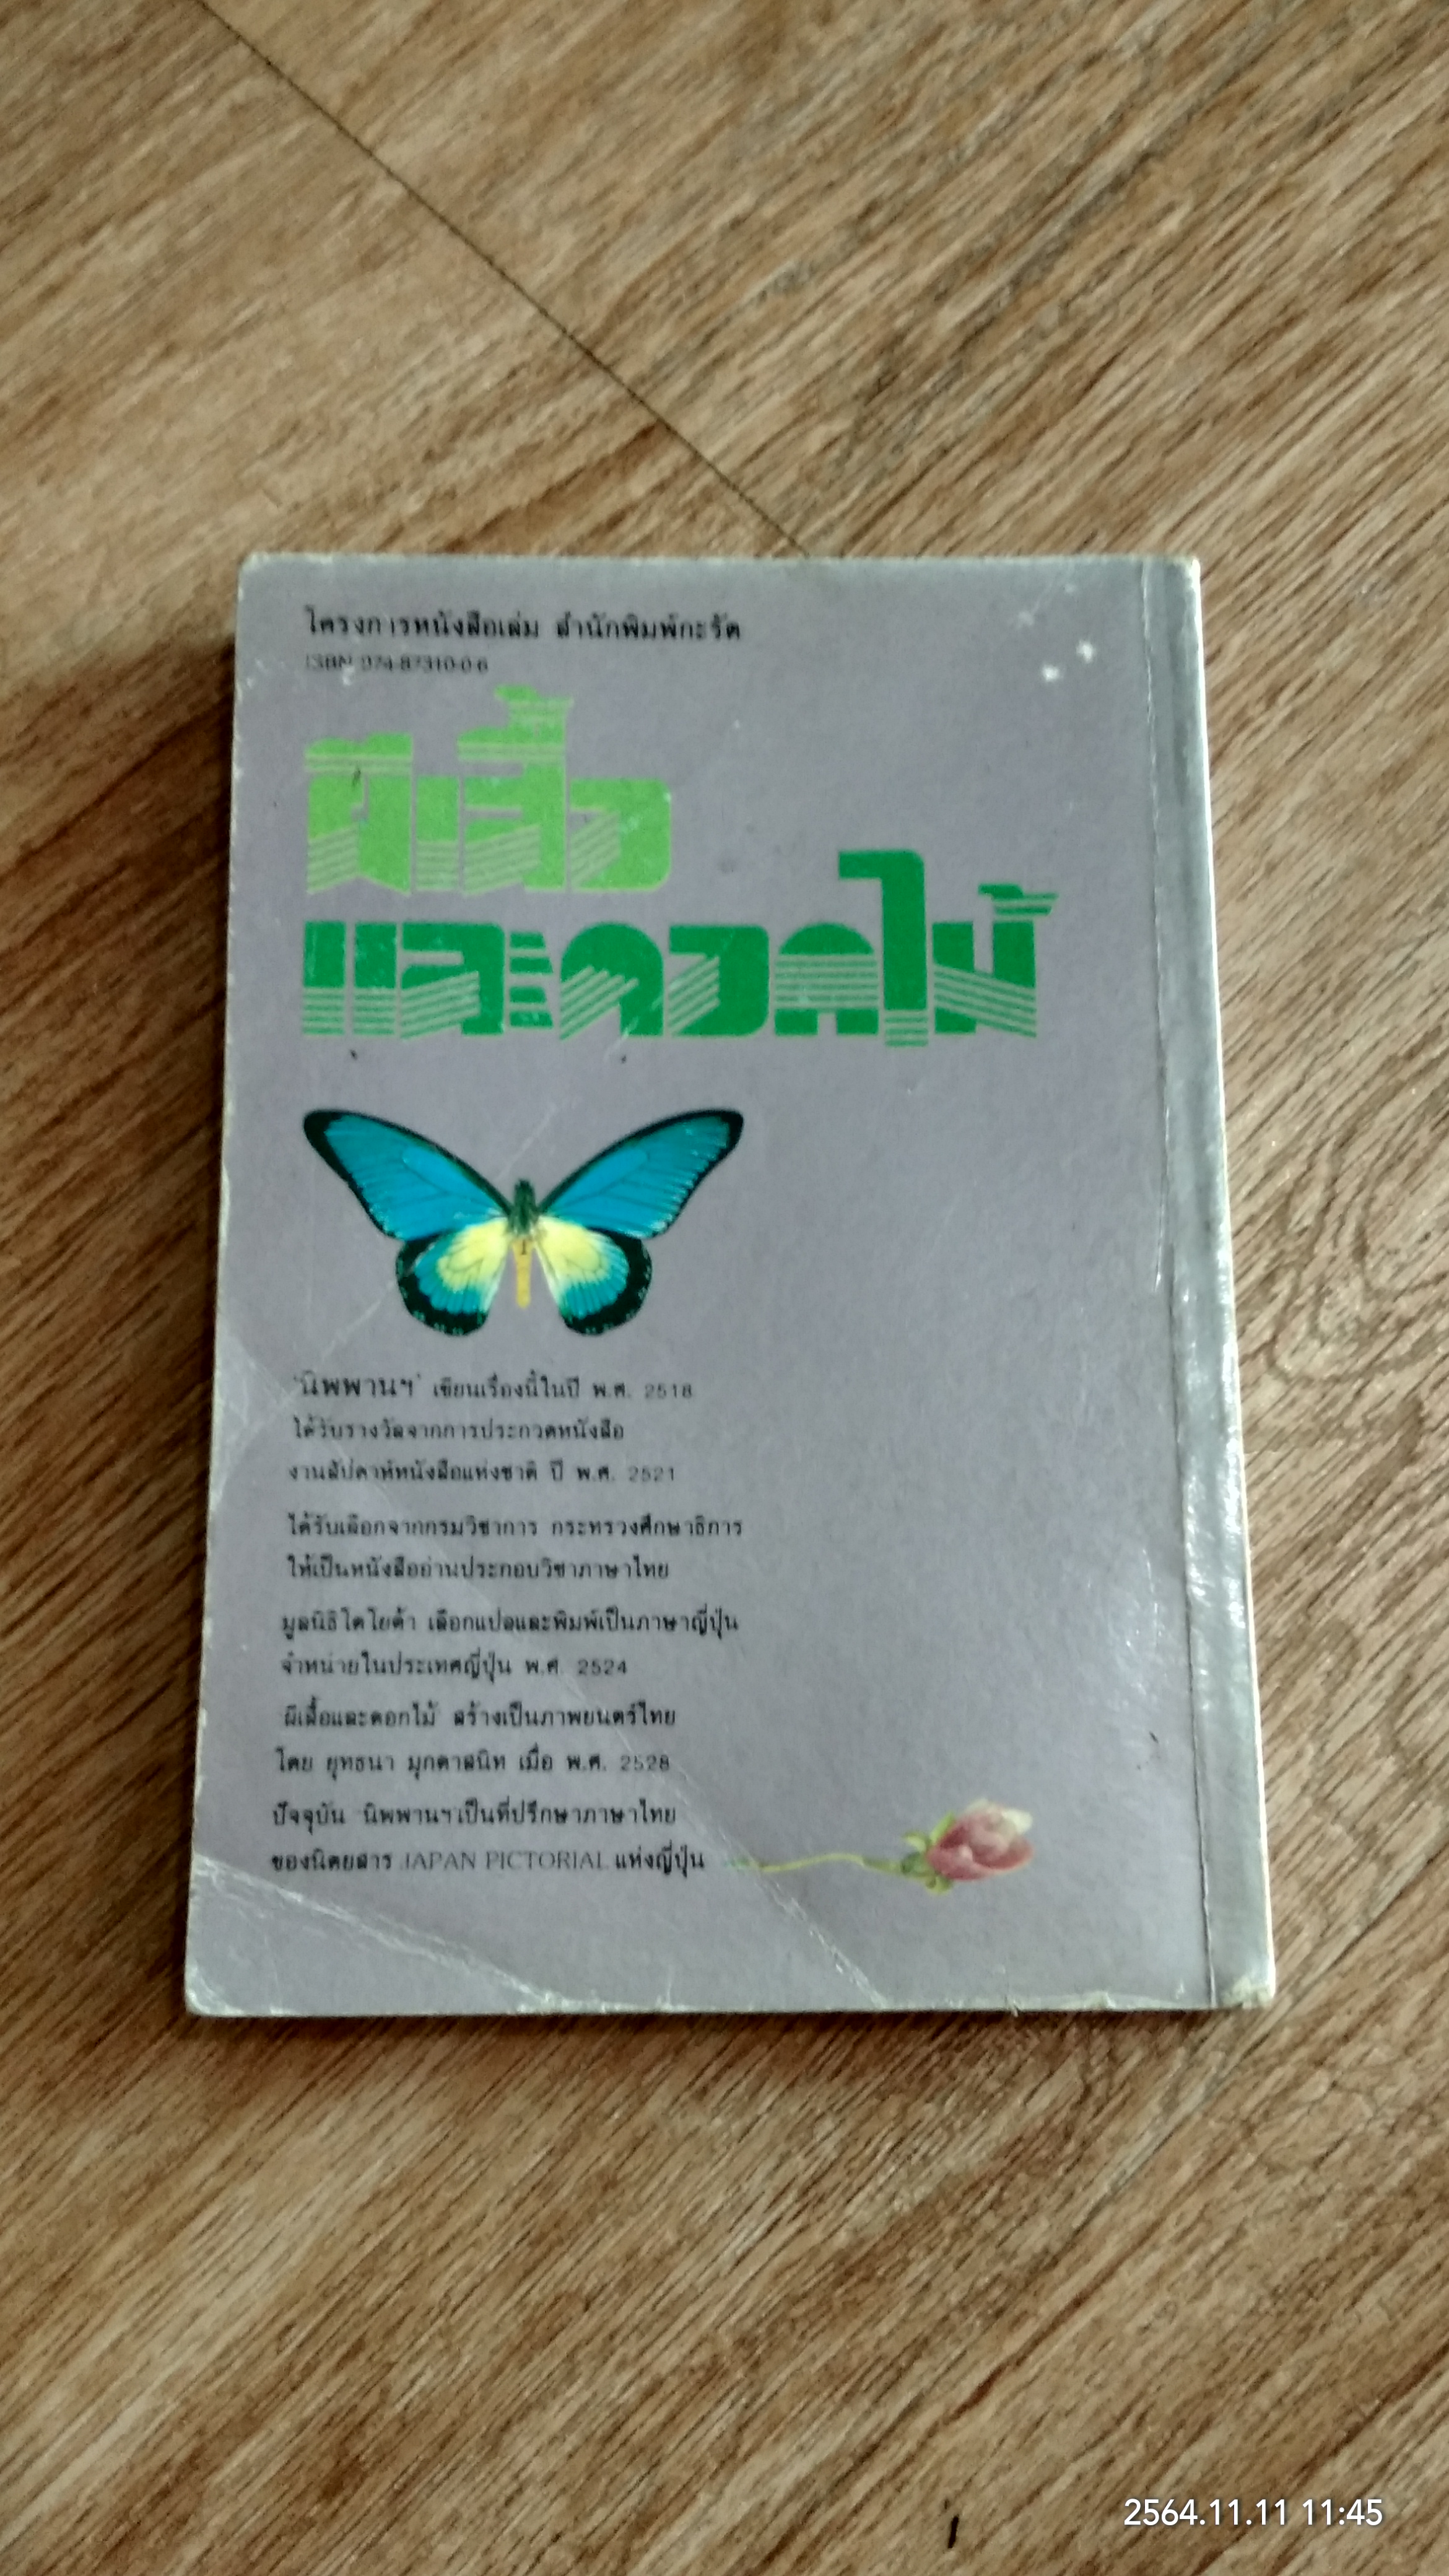 โครงการหนังสือเล่ม สำนักพิมพ์กะรัต
ISBN 974-87310-0-6
ผีเสื้อ
และดอกไม้
'นิพพานฯ' เขียนเรื่องนี้ในปี พ.ศ. 2518
ได้รับรางวัลจากการประกวดหนังสือ
งานสัปดาห์หนังสือแห่งชาติ ปี พ.ศ. 2521
ได้รับเลือกจากกรมวิชาการ กระทรวงศึกษาธิการ
ให้เป็นหนังสืออ่านประกอบวิชาภาษาไทย
มูลนิธิโตโยต้า เลือกแปลและพิมพ์เป็นภาษาญี่ปุ่น
จำหน่ายในประเทศญี่ปุ่น พ.ศ. 2524
ผีเสื้อและดอกไม้ สร้างเป็นภาพยนตร์ไทย
โดย ยุทธนา มุกดาสนิท เมื่อ พ.ศ. 2528
ปัจจุบัน นิพพานฯ เป็นที่ปรึกษาภาษาไทย
ของนิตยสาร JAPAN PICTORIAL แห่งญี่ปุ่น
2564.11.11 11:45